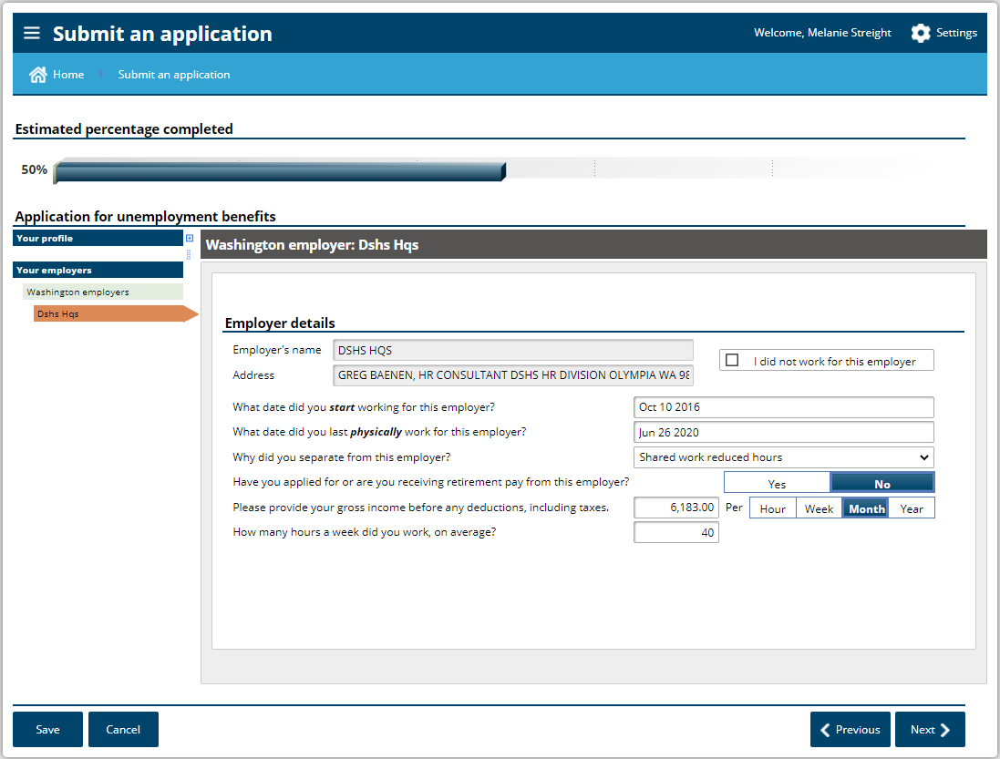 Submit an application
Welcome, Melanie Streight
Settings
Home
Submit an application
Estimated percentage completed
50%
Application for unemployment benefits
Your profile
Your employers
Washington employers
Dshs Hqs
Washington employer: Dshs Hqs
Employer details
Employer's name
DSHS HQS
I did not work for this employer
Address
GREG BAENEN, HR CONSULTANT DSHS HR DIVISION OLYMPIA WA 98
What date did you start working for this employer?
Oct 10 2016
What date did you last physically work for this employer?
Jun 26 2020
Why did you separate from this employer?
Shared work reduced hours
Have you applied for or are you receiving retirement pay from this employer?
Yes
No
Please provide your gross income before any deductions, including taxes.
6,183.00
Per
Hour
Week
Month
Year
How many hours a week did you work, on average?
40
Save
Cancel
Previous
Next